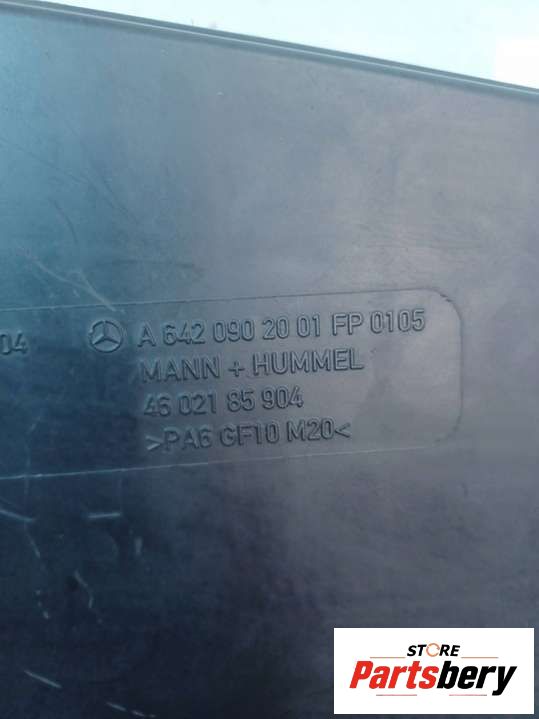 04
A 642 090 20 01 FP 0105
MANN + HUMMEL
46 021 85 904
>PA6 GF10 M20<
STORE
Partsbery